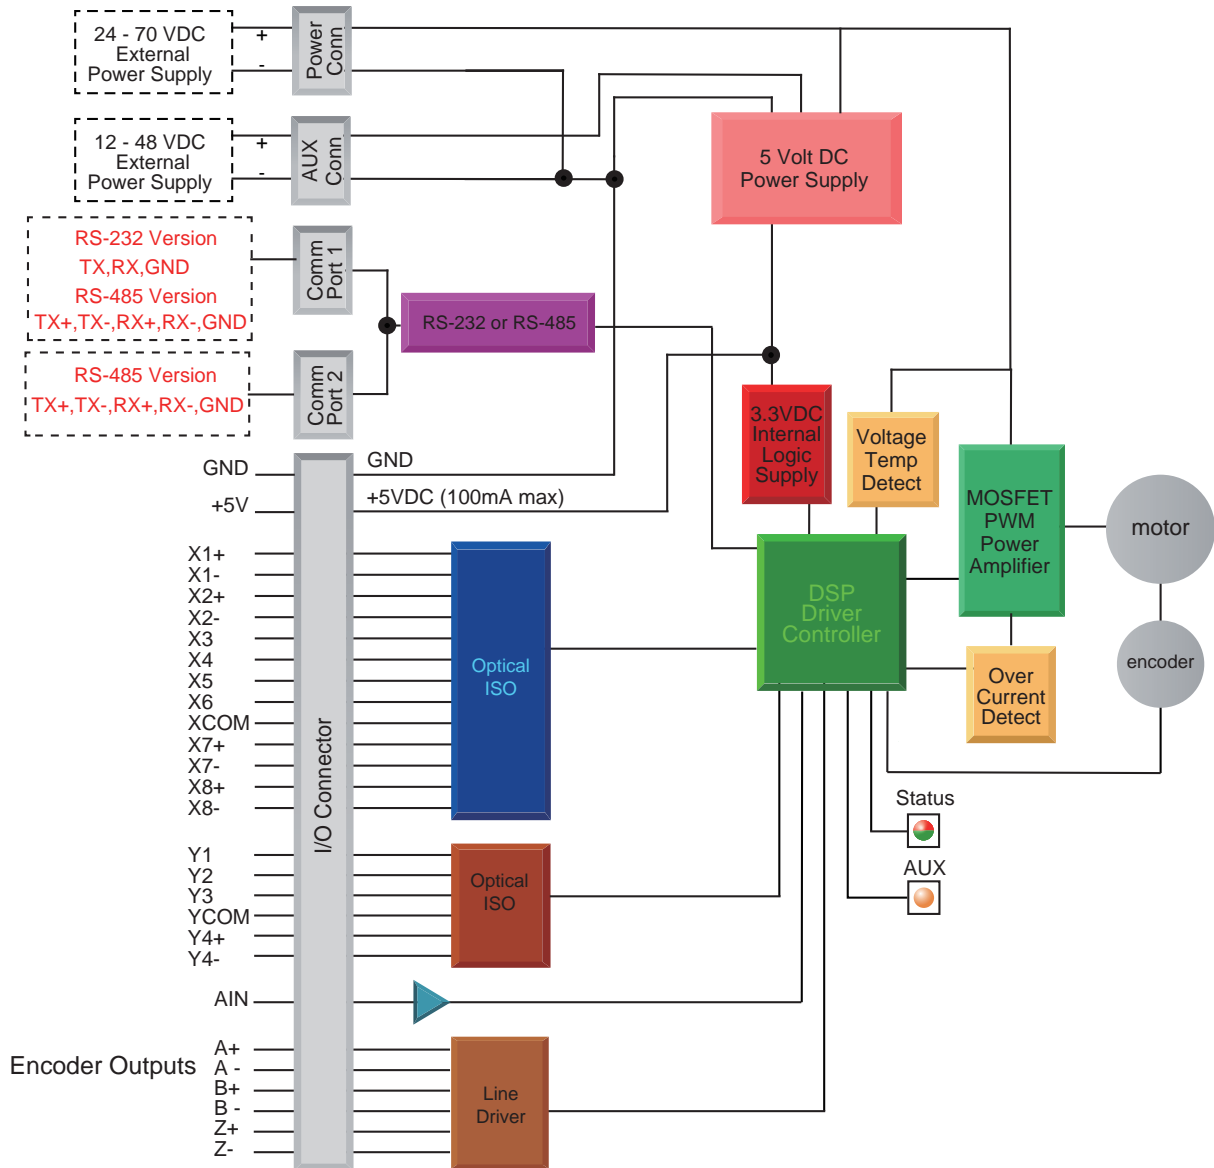 24 - 70 VDC
External
Power Supply
+
-
Power
Conn
12 - 48 VDC
External
Power Supply
+
-
AUX
Conn
5 Volt DC
Power Supply
RS-232 Version
TX,RX,GND
RS-485 Version
TX+,TX-,RX+,RX-,GND
Comm
Port 1
RS-232 or RS-485
RS-485 Version
TX+,TX-,RX+,RX-,GND
Comm
Port 2
3.3VDC
Internal
Logic
Supply
Voltage
Temp
Detect
MOSFET
PWM
Power
Amplifier
motor
encoder
DSP
Driver
Controller
Over
Current
Detect
Status
AUX
GND
+5V
GND
+5VDC (100mA max)
I/O Connector
X1+
X1-
X2+
X2-
X3
X4
X5
X6
XCOM
X7+
X7-
X8+
X8-
Optical
ISO
Y1
Y2
Y3
YCOM
Y4+
Y4-
Optical
ISO
AIN
Encoder Outputs
A+
A -
B+
B -
Z+
Z-
Line
Driver